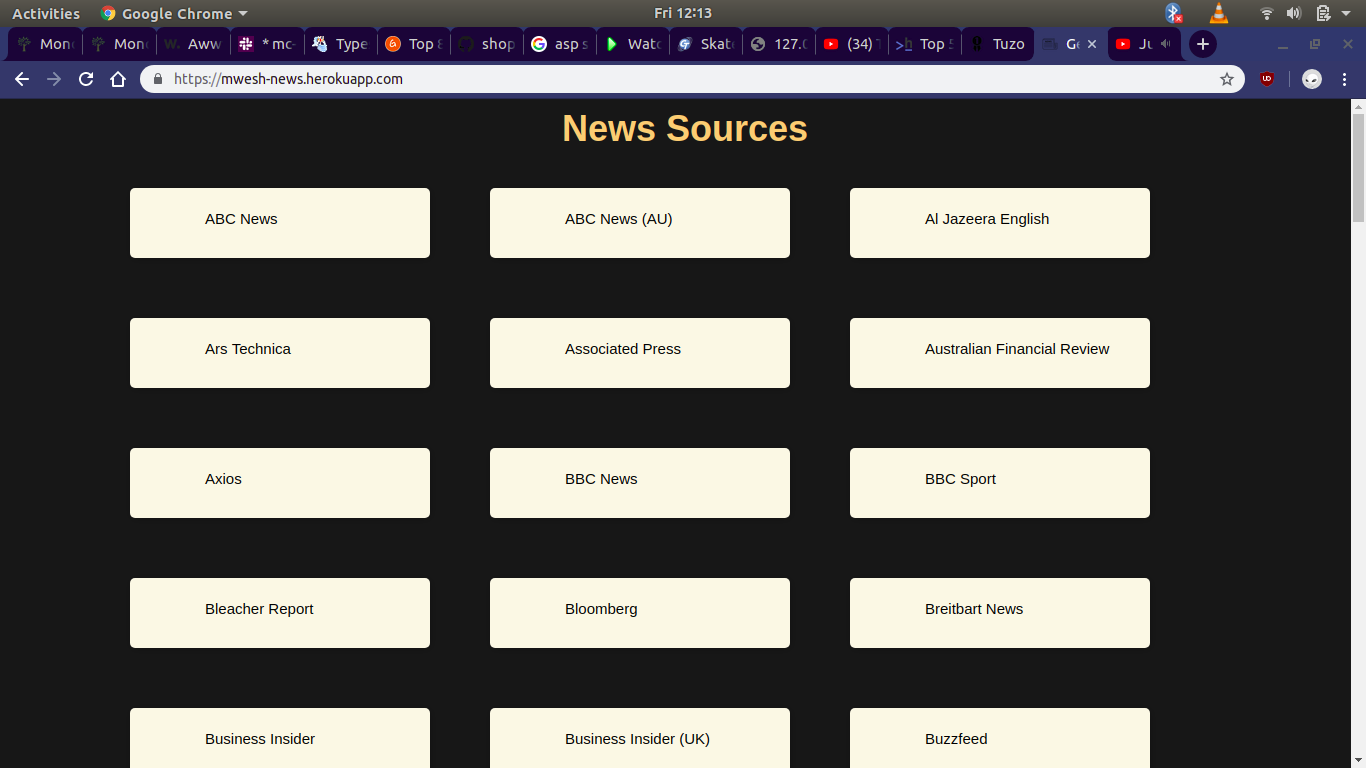 Activities Google Chrome Fri 12:13
Mono Mono Aww * mc- Type Top 8 shop asp s Watc Skate 127.0 (34) Top 5 Tuzo Ge Ju
https://mwesh-news.herokuapp.com
News Sources
ABC News ABC News (AU) Al Jazeera English
Ars Technica Associated Press Australian Financial Review
Axios BBC News BBC Sport
Bleacher Report Bloomberg Breitbart News
Business Insider Business Insider (UK) Buzzfeed